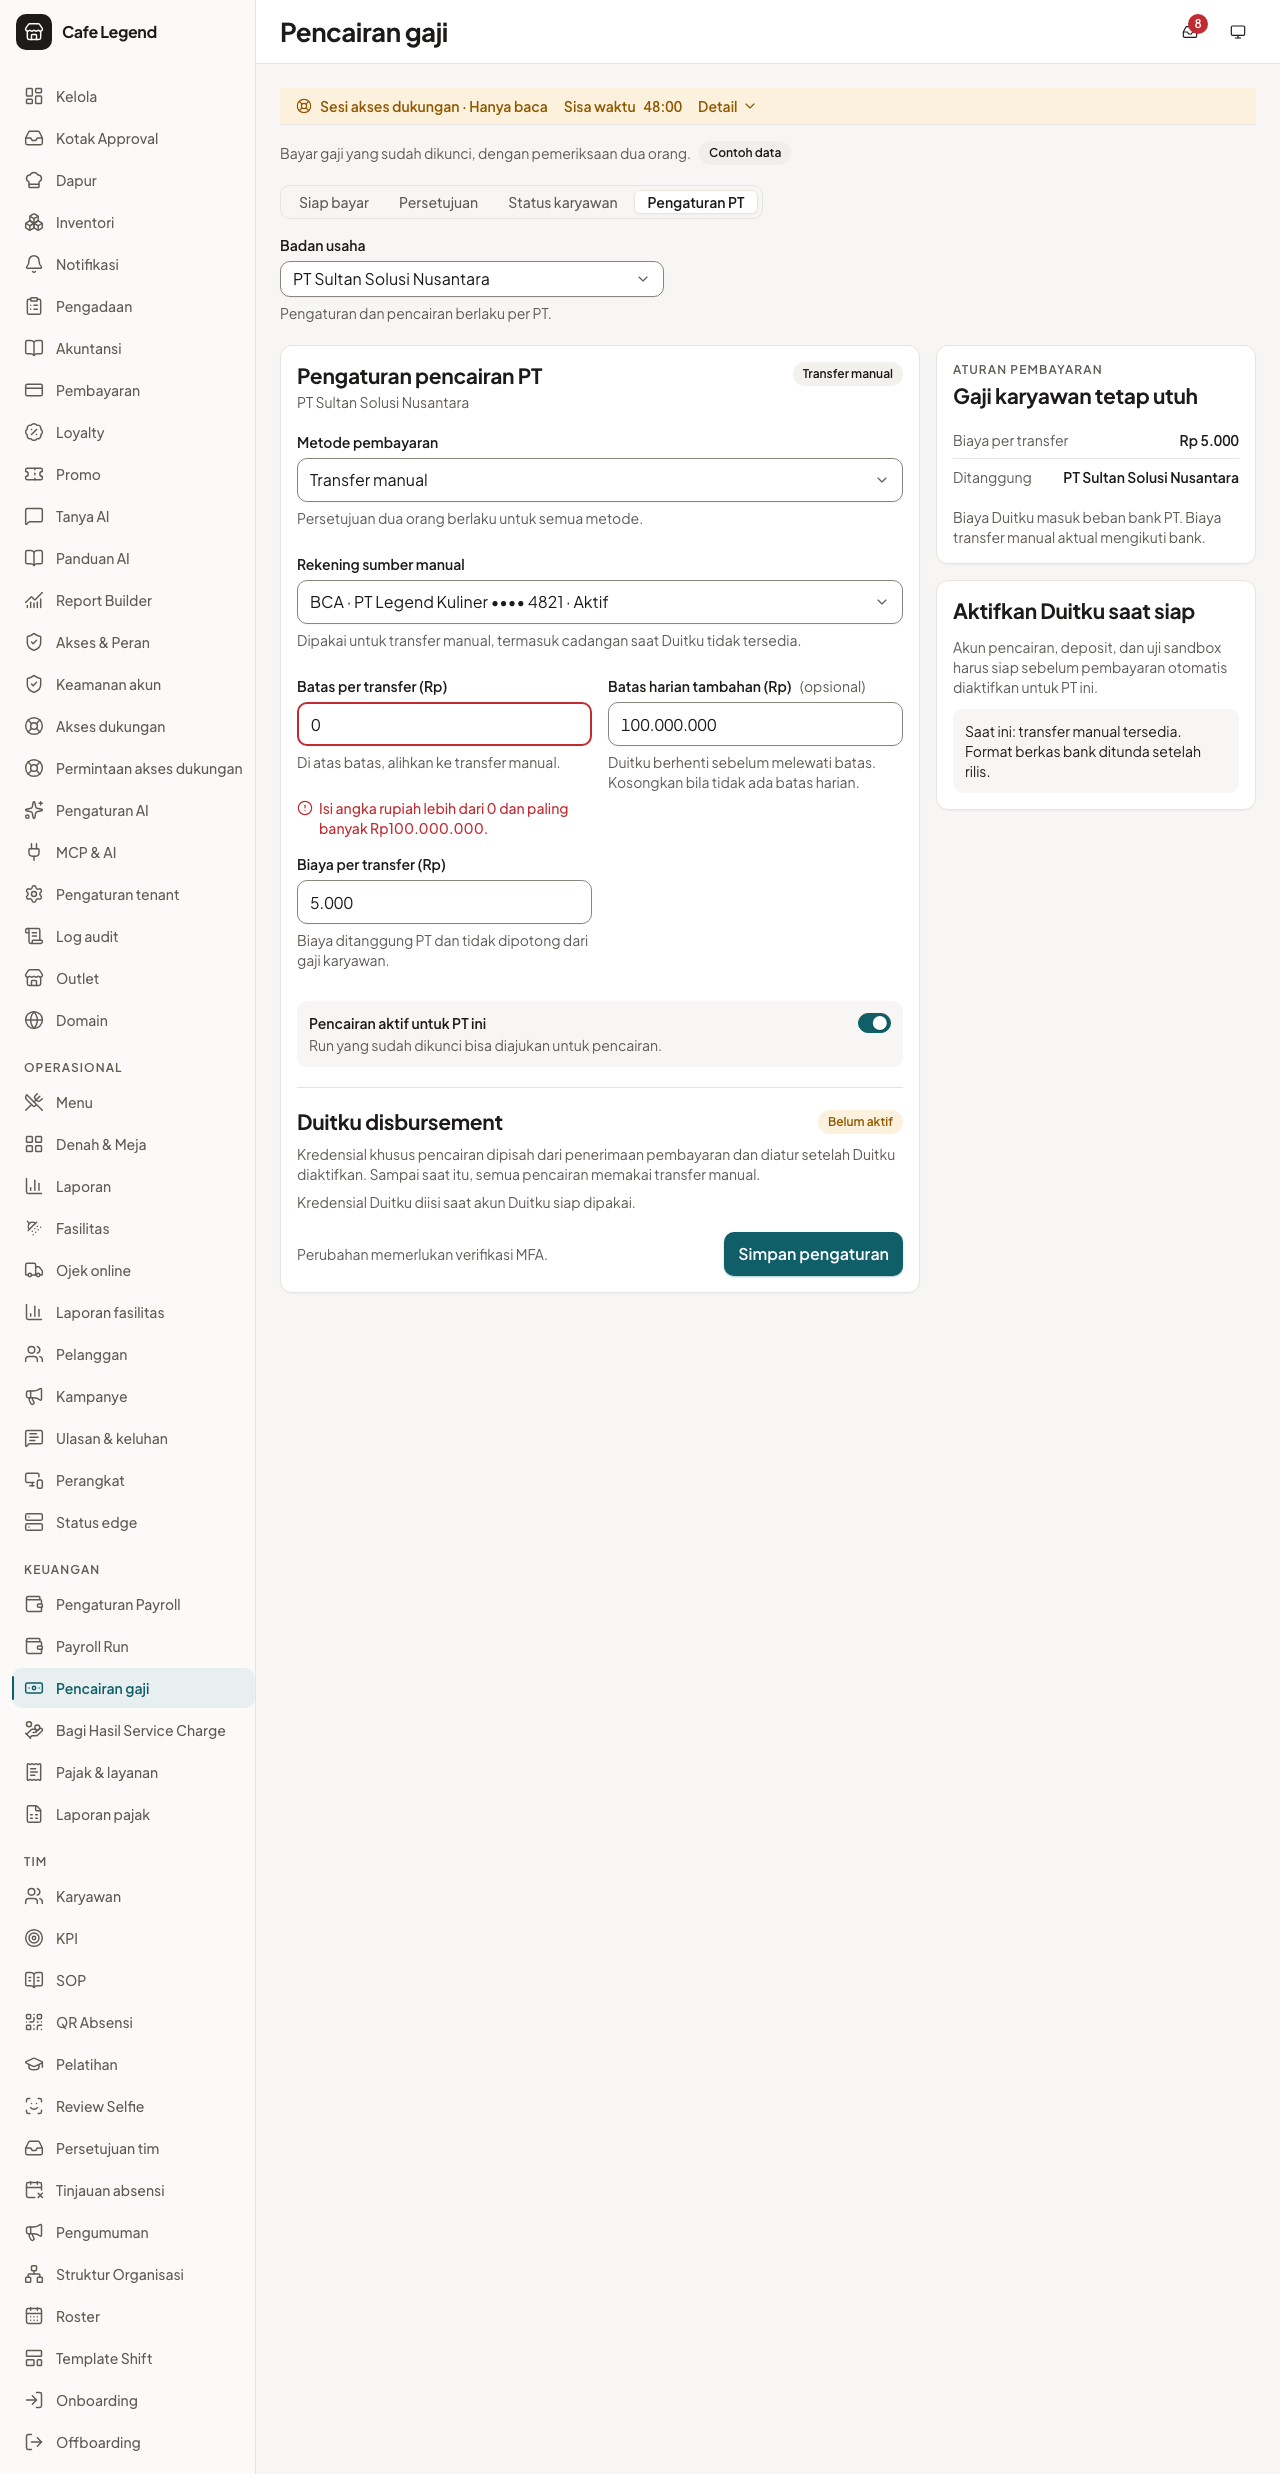 Cafe Legend
Kelola
Kotak Approval
Dapur
Inventori
Notifikasi
Pengadaan
Akuntansi
Pembayaran
Loyalty
Promo
Tanya AI
Panduan AI
Report Builder
Akses & Peran
Keamanan akun
Akses dukungan
Permintaan akses dukungan
Pengaturan AI
MCP & AI
Pengaturan tenant
Log audit
Outlet
Domain
OPERASIONAL
Menu
Denah & Meja
Laporan
Fasilitas
Ojek online
Laporan fasilitas
Pelanggan
Kampanye
Ulasan & keluhan
Perangkat
Status edge
KEUANGAN
Pengaturan Payroll
Payroll Run
Pencairan gaji
Bagi Hasil Service Charge
Pajak & layanan
Laporan pajak
TIM
Karyawan
KPI
SOP
QR Absensi
Pelatihan
Review Selfie
Persetujuan tim
Tinjauan absensi
Pengumuman
Struktur Organisasi
Roster
Template Shift
Onboarding
Offboarding
Pencairan gaji
8
Sesi akses dukungan · Hanya baca Sisa waktu 48:00 Detail
Bayar gaji yang sudah dikunci, dengan pemeriksaan dua orang. Contoh data
Siap bayar Persetujuan Status karyawan Pengaturan PT
Badan usaha
PT Sultan Solusi Nusantara
Pengaturan dan pencairan berlaku per PT.
Pengaturan pencairan PT Transfer manual
PT Sultan Solusi Nusantara
Metode pembayaran
Transfer manual
Persetujuan dua orang berlaku untuk semua metode.
Rekening sumber manual
BCA · PT Legend Kuliner •••• 4821 · Aktif
Dipakai untuk transfer manual, termasuk cadangan saat Duitku tidak tersedia.
Batas per transfer (Rp) Batas harian tambahan (Rp) (opsional)
0 100.000.000
Di atas batas, alihkan ke transfer manual. Duitku berhenti sebelum melewati batas.
Kosongkan bila tidak ada batas harian.
Isi angka rupiah lebih dari 0 dan paling
banyak Rp100.000.000.
Biaya per transfer (Rp)
5.000
Biaya ditanggung PT dan tidak dipotong dari
gaji karyawan.
Pencairan aktif untuk PT ini
Run yang sudah dikunci bisa diajukan untuk pencairan.
Duitku disbursement Belum aktif
Kredensial khusus pencairan dipisah dari penerimaan pembayaran dan diatur setelah Duitku
diaktifkan. Sampai saat itu, semua pencairan memakai transfer manual.
Kredensial Duitku diisi saat akun Duitku siap dipakai.
Perubahan memerlukan verifikasi MFA. Simpan pengaturan
ATURAN PEMBAYARAN
Gaji karyawan tetap utuh
Biaya per transfer Rp 5.000
Ditanggung PT Sultan Solusi Nusantara
Biaya Duitku masuk beban bank PT. Biaya
transfer manual aktual mengikuti bank.
Aktifkan Duitku saat siap
Akun pencairan, deposit, dan uji sandbox
harus siap sebelum pembayaran otomatis
diaktifkan untuk PT ini.
Saat ini: transfer manual tersedia.
Format berkas bank ditunda setelah
rilis.